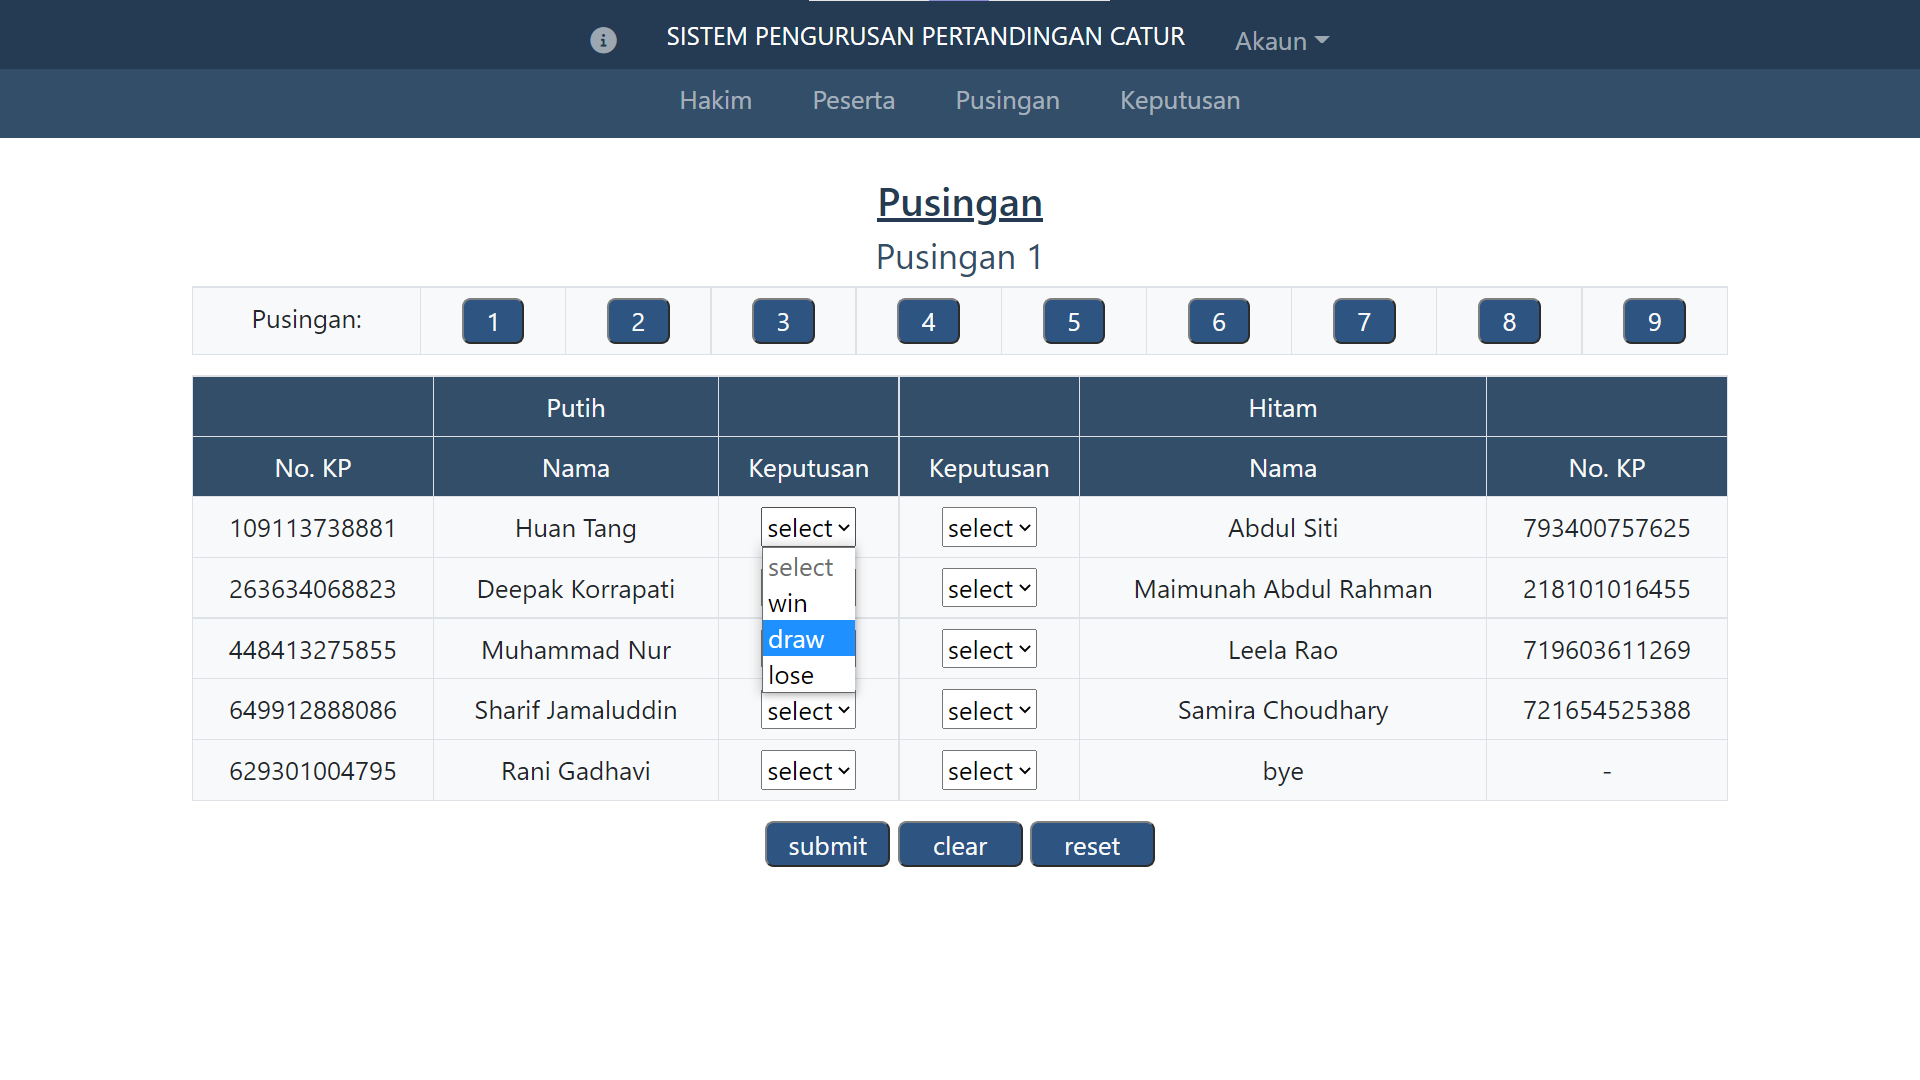 SISTEM PENGURUSAN PERTANDINGAN CATUR Akaun
Hakim Peserta Pusingan Keputusan
Pusingan
Pusingan 1
Pusingan: 1 2 3 4 5 6 7 8 9
Putih Hitam
No. KP Nama Keputusan Keputusan Nama No. KP
109113738881 Huan Tang select select Abdul Siti 793400757625
select
win
draw
lose
263634068823 Deepak Korrapati select Maimunah Abdul Rahman 218101016455
448413275855 Muhammad Nur select Leela Rao 719603611269
649912888086 Sharif Jamaluddin select select Samira Choudhary 721654525388
629301004795 Rani Gadhavi select select bye -
submit clear reset